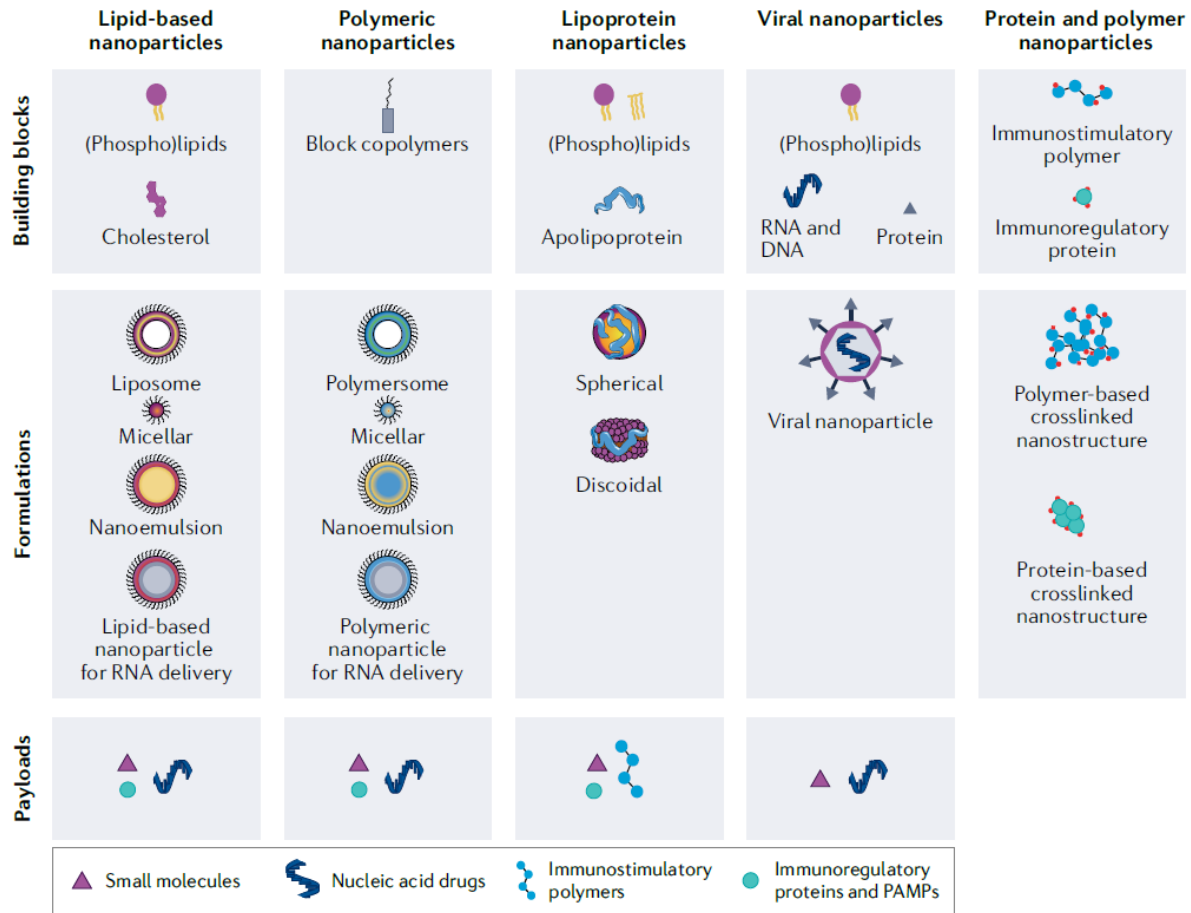 Lipid-based
nanoparticles
Polymeric
nanoparticles
Lipoprotein
nanoparticles
Viral nanoparticles
Protein and polymer
nanoparticles
Building blocks
(Phospho)lipids
Cholesterol
Block copolymers
(Phospho)lipids
Apolipoprotein
(Phospho)lipids
RNA and
DNA
Protein
Immunostimulatory
polymer
Immunoregulatory
protein
Formulations
Liposome
Micellar
Nanoemulsion
Lipid-based
nanoparticle
for RNA delivery
Polymersome
Micellar
Nanoemulsion
Polymeric
nanoparticle
for RNA delivery
Spherical
Discoidal
Viral nanoparticle
Polymer-based
crosslinked
nanostructure
Protein-based
crosslinked
nanostructure
Payloads
Small molecules
Nucleic acid drugs
Immunostimulatory
polymers
Immunoregulatory
proteins and PAMPs